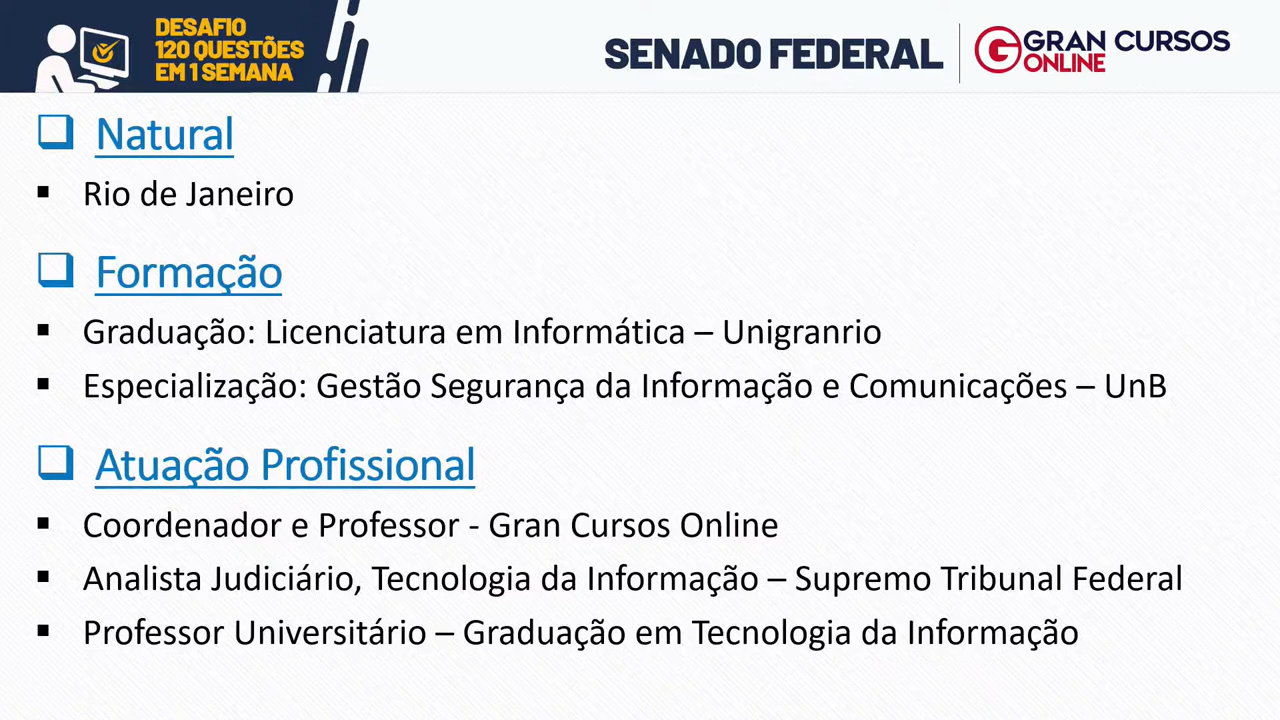 DESAFIO
120 QUESTÕES
EM 1 SEMANA
SENADO FEDERAL
GRAN CURSOS
ONLINE
Natural
Rio de Janeiro
Formação
Graduação: Licenciatura em Informática – Unigranrio
Especialização: Gestão Segurança da Informação e Comunicações – UnB
Atuação Profissional
Coordenador e Professor - Gran Cursos Online
Analista Judiciário, Tecnologia da Informação – Supremo Tribunal Federal
Professor Universitário – Graduação em Tecnologia da Informação